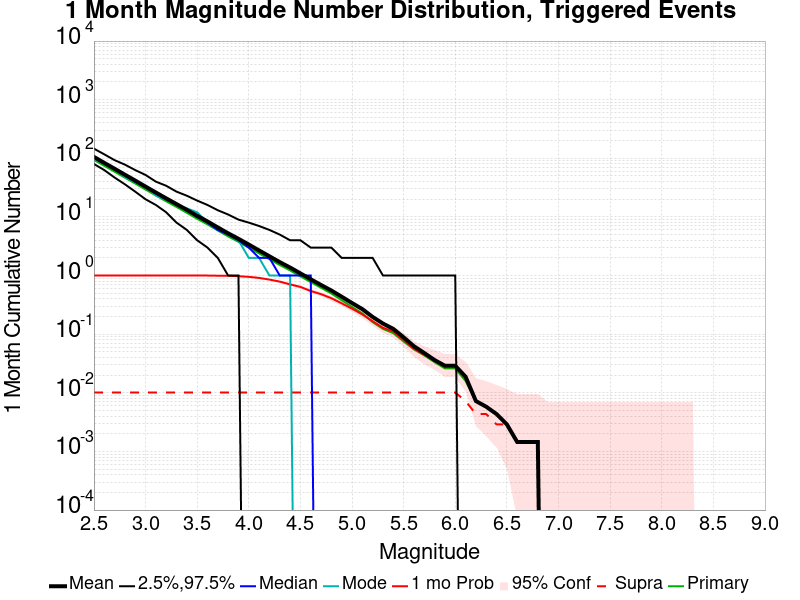 1 Month Magnitude Number Distribution, Triggered Events
1 Month Cumulative Number
10^4
10^3
10^2
10^1
10^0
10^-1
10^-2
10^-3
10^-4
2.5 3.0 3.5 4.0 4.5 5.0 5.5 6.0 6.5 7.0 7.5 8.0 8.5 9.0
Magnitude
Mean 2.5%,97.5% Median Mode 1 mo Prob 95% Conf Supra Primary